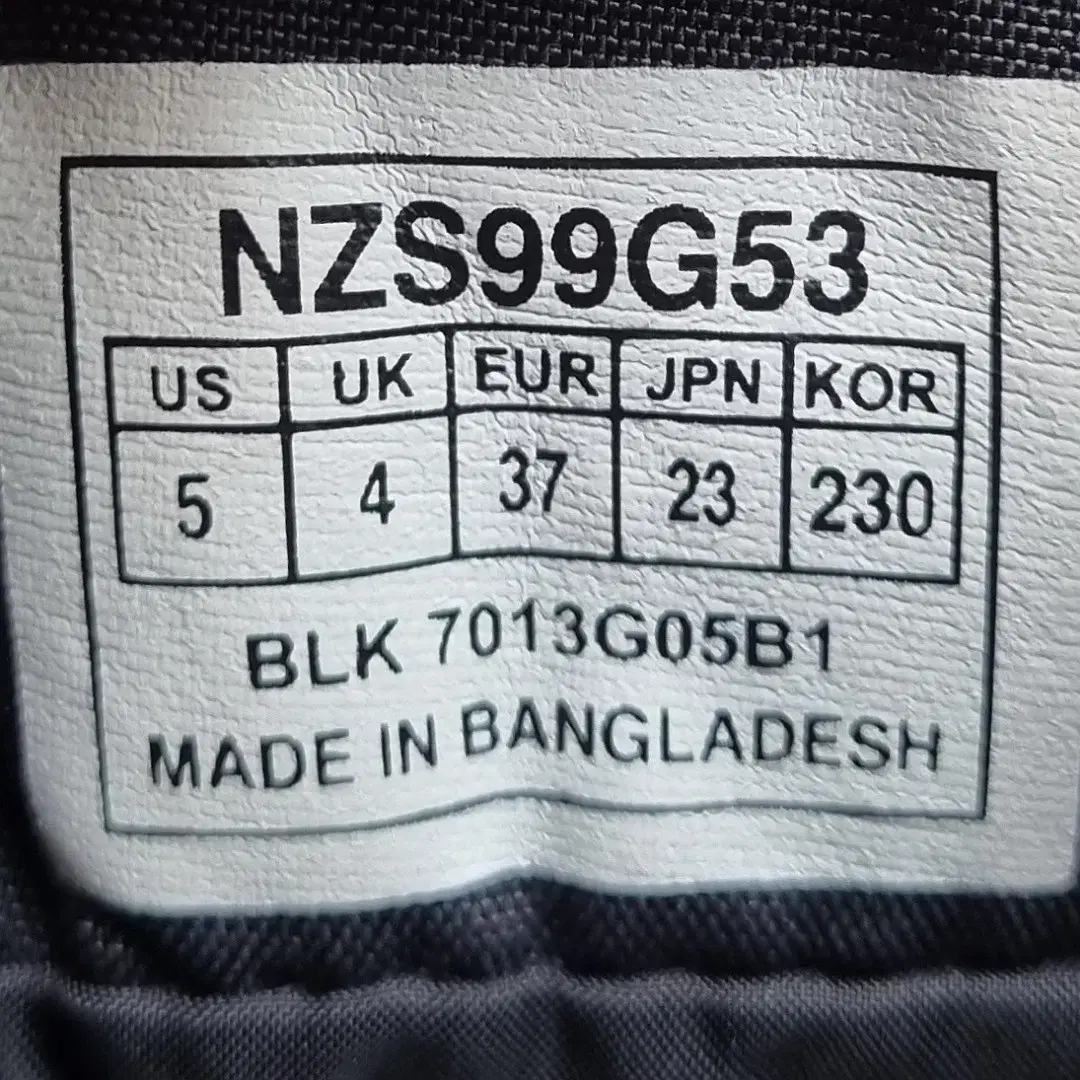 NZS99G53
US UK EUR JPN KOR
5 4 37 23 230
BLK 7013G05B1
MADE IN BANGLADESH